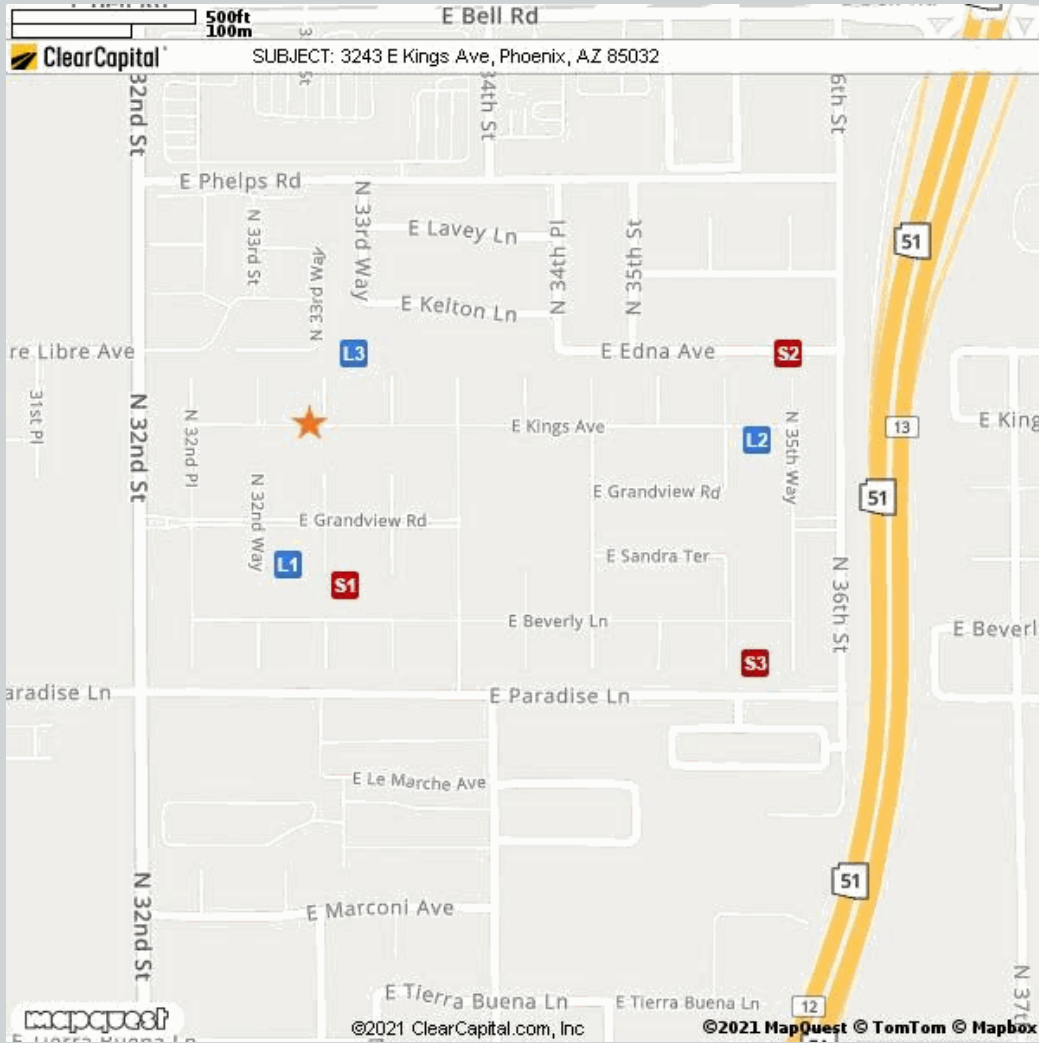 500ft
100m
E Bell Rd
ClearCapital
SUBJECT: 3243 E Kings Ave, Phoenix, AZ 85032
32nd St
34th St
6th St
E Phelps Rd
N 33rd St
N 33rd Way
N 33rd Way
E Lavey Ln
E Kelton Ln
N 34th Pl
N 35th St
51
re Libre Ave
L3
E Edna Ave
S2
31st Pl
N 32nd St
N 32nd Pl
E Kings Ave
L2
N 35th Way
13
E King
N 32nd Way
E Grandview Rd
E Grandview Rd
51
L1
S1
E Sandra Ter
N 36th St
E Beverly Ln
E Beverl
S3
aradise Ln
E Paradise Ln
E Le Marche Ave
N 32nd St
E Marconi Ave
51
E Tierra Buena Ln
E Tierra Buena Ln
12
N 37t
mapquest
©2021 ClearCapital.com, Inc
©2021 MapQuest © TomTom © Mapbox
E Tierra Buena Ln